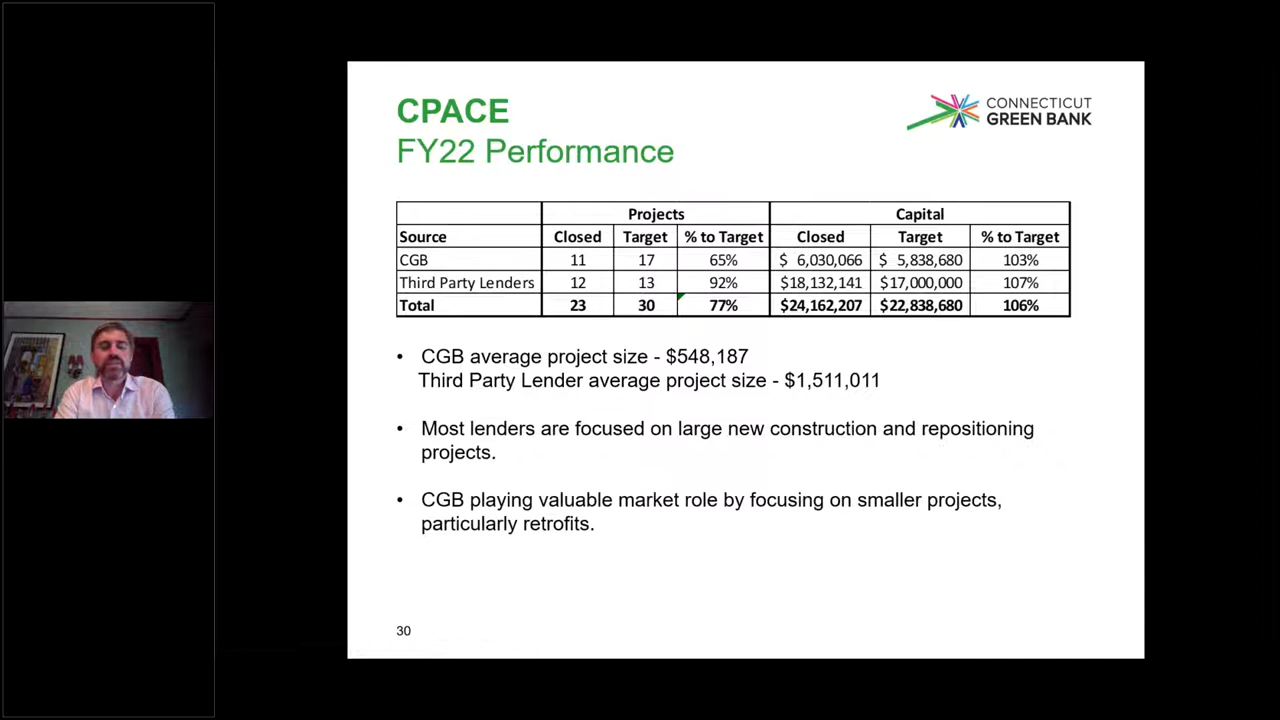 CPACE
FY22 Performance
CONNECTICUT
GREEN BANK
Projects Capital
Source Closed Target % to Target Closed Target % to Target
CGB 11 17 65% $ 6,030,066 $ 5,838,680 103%
Third Party Lenders 12 13 92% $18,132,141 $17,000,000 107%
Total 23 30 77% $24,162,207 $22,838,680 106%
• CGB average project size - $548,187
Third Party Lender average project size - $1,511,011
• Most lenders are focused on large new construction and repositioning
projects.
• CGB playing valuable market role by focusing on smaller projects,
particularly retrofits.
30